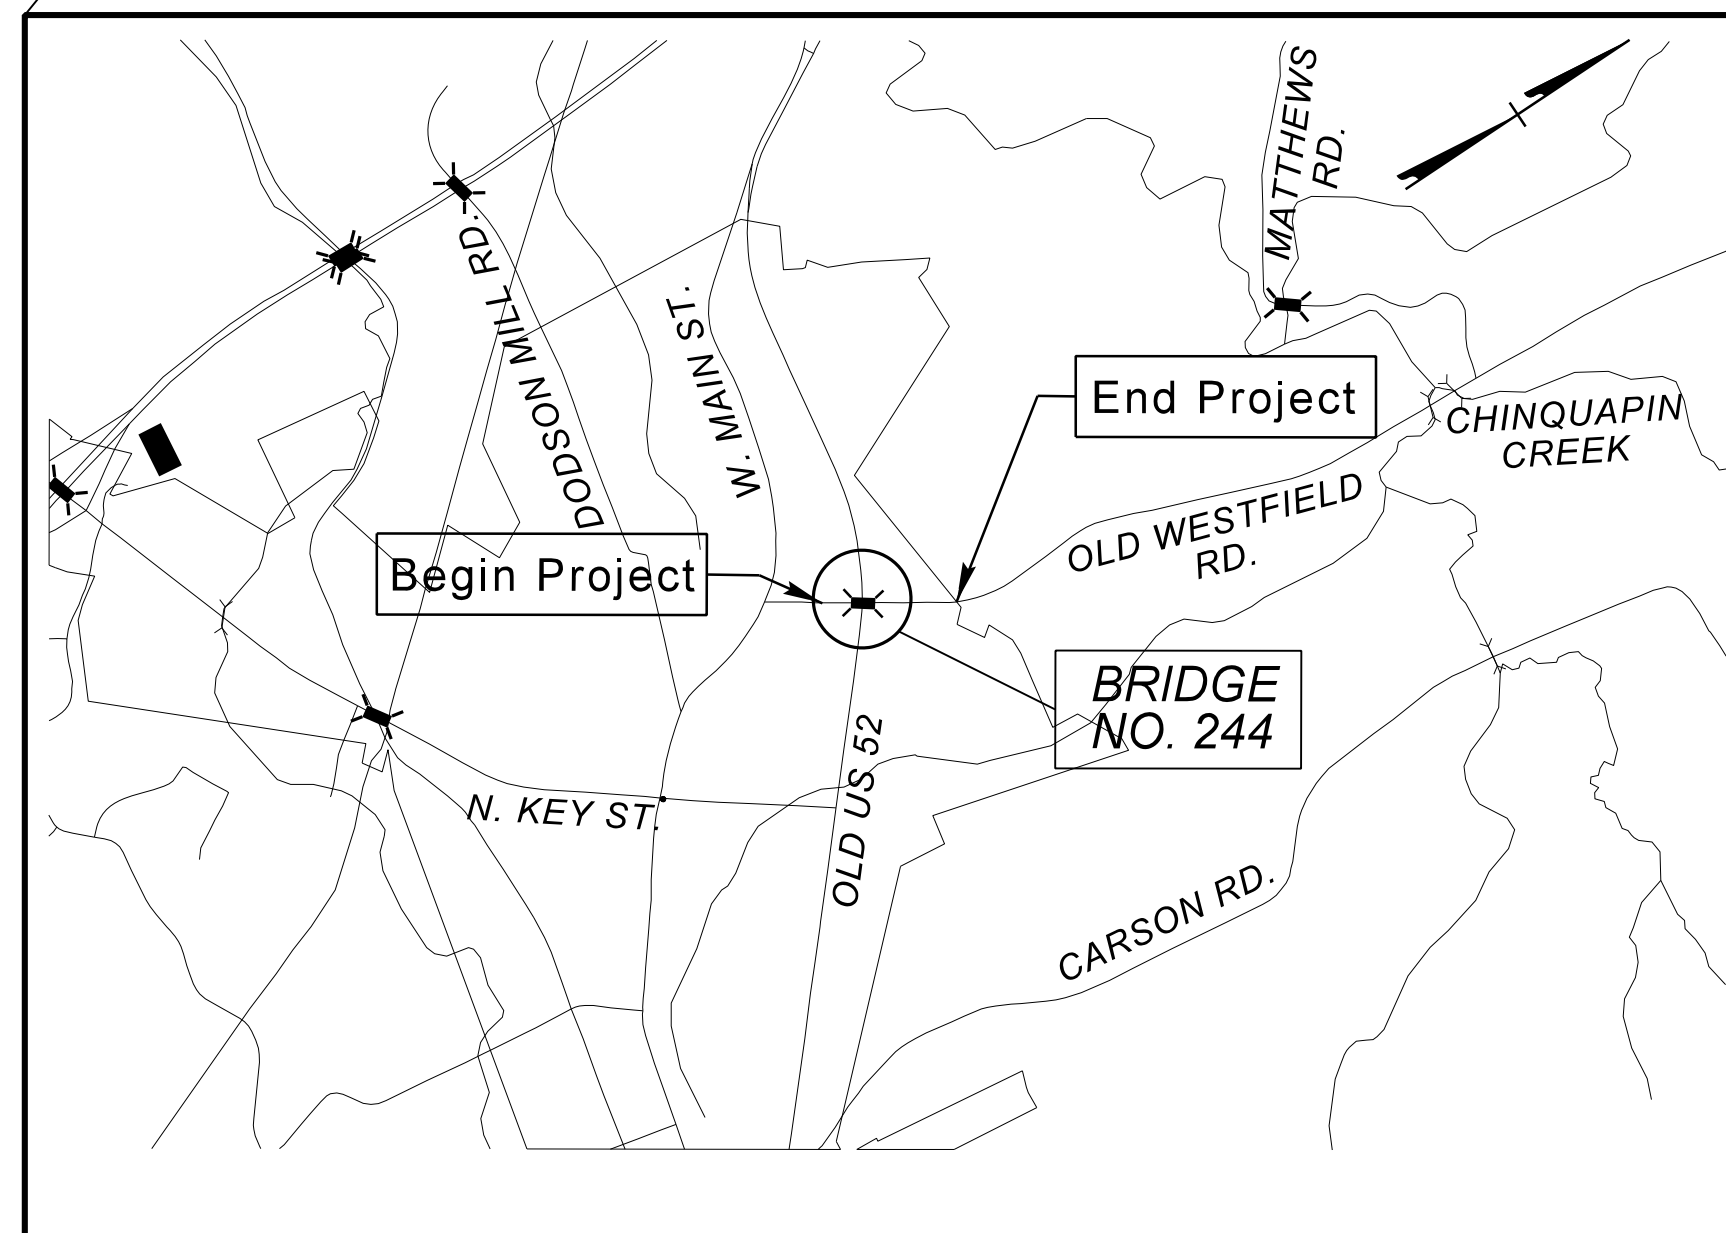 MATTHEWS
RD.
DODSON MILL RD.
W. MAIN ST.
End Project
CHINQUAPIN
CREEK
OLD WESTFIELD
RD.
Begin Project
BRIDGE
NO. 244
OLD US 52
N. KEY ST.
CARSON RD.